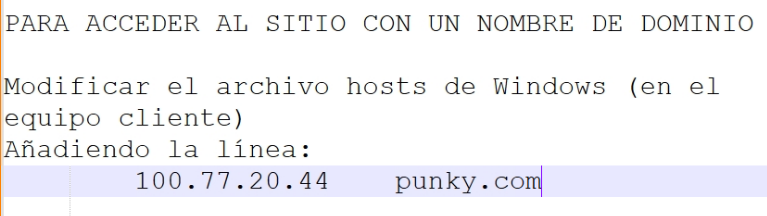 PARA ACCEDER AL SITIO CON UN NOMBRE DE DOMINIO
Modificar el archivo hosts de Windows (en el
equipo cliente)
Añadiendo la línea:
100.77.20.44    punky.com